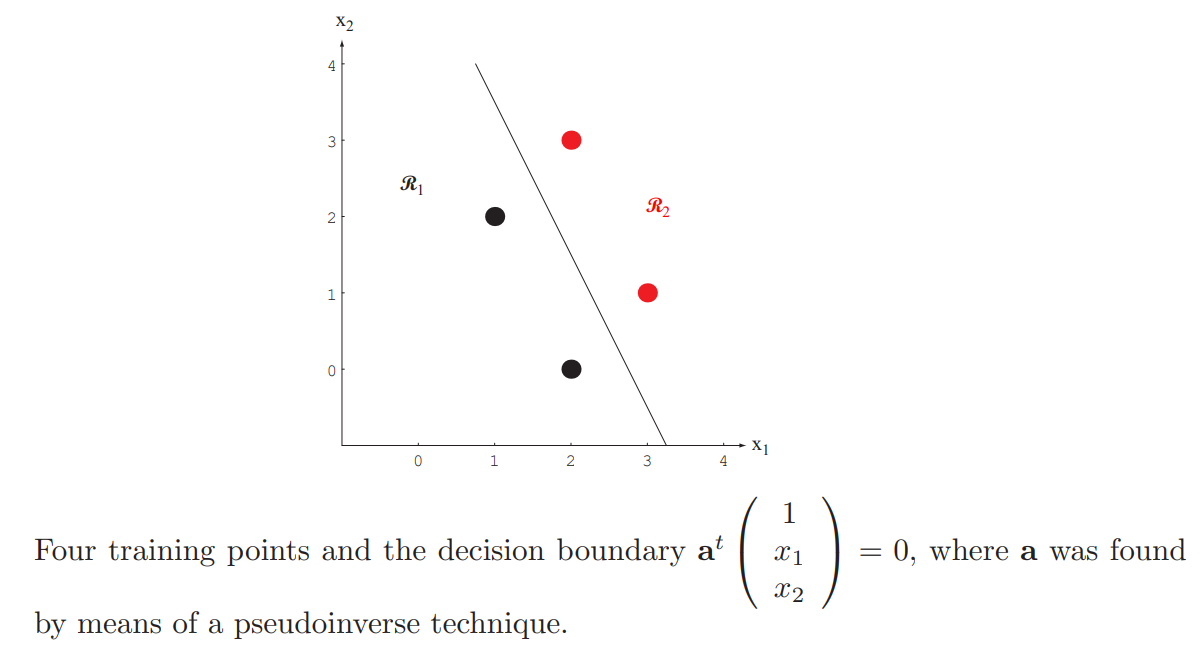 x₂
4
3
ℛ₁
ℛ₂
2
1
0
x₁
0 1 2 3 4
Four training points and the decision boundary aᵗ ( 1 x₁ x₂ ) = 0, where a was found
by means of a pseudoinverse technique.